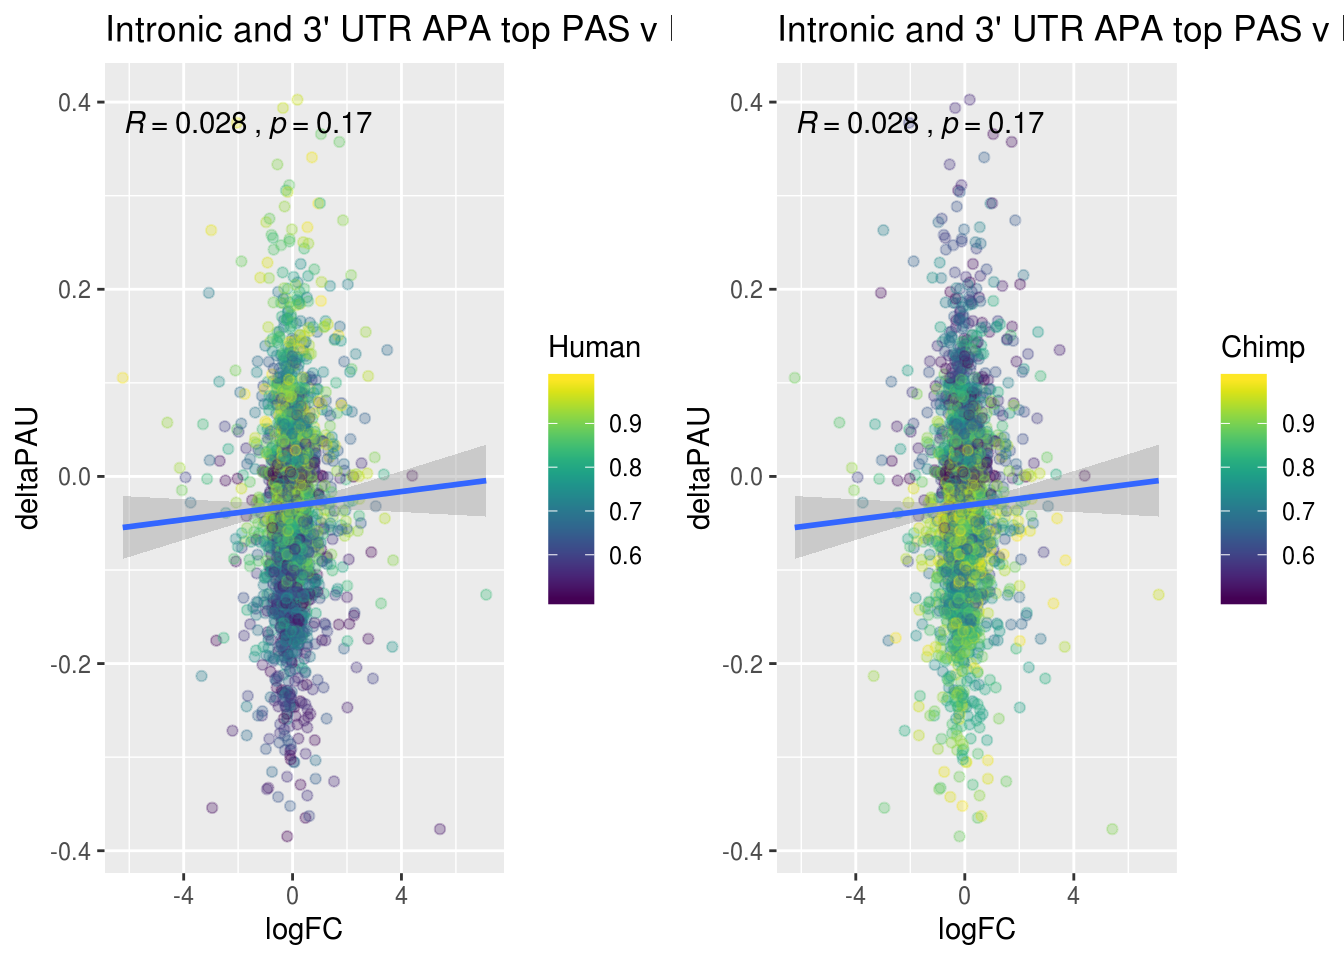 Intronic and 3' UTR APA top PAS v
R = 0.028 , p = 0.17
0.4
0.2
0.0
-0.2
-0.4
deltaPAU
-4
0
4
logFC
Human
0.9
0.8
0.7
0.6
Intronic and 3' UTR APA top PAS v
R = 0.028 , p = 0.17
0.4
0.2
0.0
-0.2
-0.4
deltaPAU
-4
0
4
logFC
Chimp
0.9
0.8
0.7
0.6